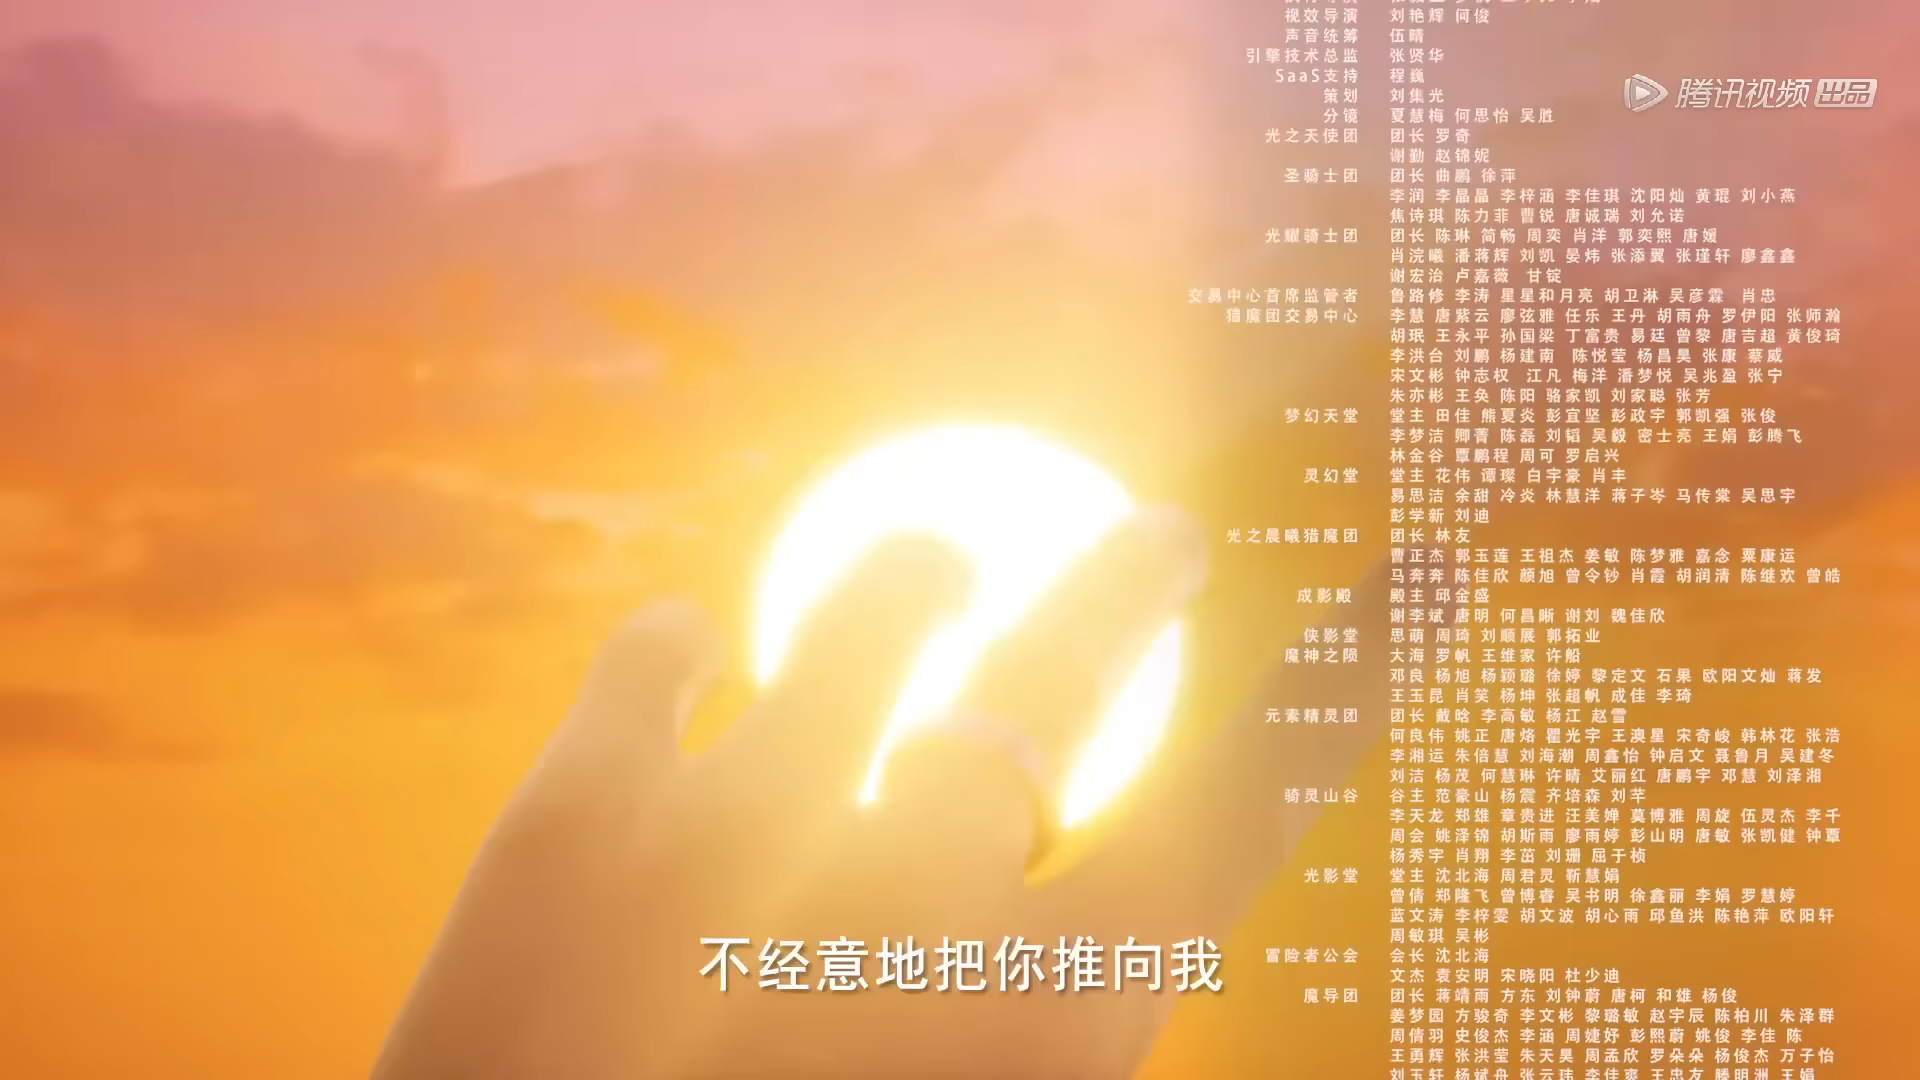 视效导演 刘艳辉 何俊
声音统筹 伍晴
引擎技术总监 张贤华
SaaS支持 程巍
策划 刘集光
腾讯视频 出品
分镜 夏慧梅 何思怡 吴胜
光之天使团 团长 罗奇
谢勤 赵锦妮
圣骑士团 团长 曲鹏 徐萍
李润 李晶晶 李梓涵 李佳琪 沈阳灿 黄琨 刘小燕
焦诗琪 陈力菲 曹锐 唐诚瑞 刘允诺
光耀骑士团 团长 陈琳 简畅 周奕 肖洋 郭奕熙 唐媛
肖浣曦 潘蒋辉 刘凯 晏炜 张添翼 张瑾轩 廖鑫鑫
谢宏治 卢嘉薇 甘锭
交易中心首席监管者 鲁路修 李涛 星星和月亮 胡卫淋 吴彦霖 肖忠
猎魔团交易中心 李慧 唐紫云 廖弦雅 任乐 王丹 胡雨舟 罗伊阳 张师瀚
胡珉 王永平 孙国梁 丁富贵 易廷 曾黎 唐吉超 黄俊琦
李洪台 刘鹏 杨建南 陈悦莹 杨昌昊 张康 蔡威
宋文彬 钟志权 江凡 梅洋 潘梦悦 吴兆盈 张宁
朱亦彬 王奂 陈阳 骆家凯 刘家聪 张芳
梦幻天堂 堂主 田佳 熊夏炎 彭宜坚 彭政宇 郭凯强 张俊
李梦洁 卿菁 陈磊 刘韬 吴毅 密士亮 王娟 彭腾飞
林金谷 覃鹏程 周可 罗启兴
灵幻堂 堂主 花伟 谭璨 白宇豪 肖丰
易思洁 余甜 冷炎 林慧洋 蒋子岑 马传棠 吴思宇
彭学新 刘迪
光之晨曦猎魔团 团长 林友
曹正杰 郭玉莲 王祖杰 姜敏 陈梦雅 嘉念 粟康运
马奔奔 陈佳欣 颜旭 曾令钞 肖霞 胡润清 陈继欢 曾皓
成影殿 殿主 邱金盛
谢李斌 唐明 何昌晰 谢刘 魏佳欣
侠影堂 思萌 周琦 刘顺展 郭拓业
魔神之陨 大海 罗帆 王维家 许船
邓良 杨旭 杨颖璐 徐婷 黎定文 石果 欧阳文灿 蒋发
王玉昆 肖笑 杨坤 张超帆 成佳 李琦
元素精灵团 团长 戴晗 李高敏 杨江 赵雪
何良伟 姚正 唐烙 瞿光宇 王澳星 宋奇峻 韩林花 张浩
李湘运 朱倍慧 刘海潮 周鑫怡 钟启文 聂鲁月 吴建冬
刘洁 杨茂 何慧琳 许晴 艾丽红 唐鹏宇 邓慧 刘泽湘
骑灵山谷 谷主 范豪山 杨震 齐培森 刘芊
李天龙 郑雄 章贵进 汪美婵 莫博雅 周旋 伍灵杰 李千
周会 姚泽锦 胡斯雨 廖雨婷 彭山明 唐敏 张凯健 钟覃
杨秀宇 肖翔 李茁 刘珊 屈于桢
光影堂 堂主 沈北海 周君灵 靳慧娟
曾倩 郑隆飞 曾博睿 吴书明 徐鑫丽 李娟 罗慧婷
蓝文涛 李梓雯 胡文波 胡心雨 邱鱼洪 陈艳萍 欧阳轩
周敏琪 吴彬
冒险者公会 会长 沈北海
文杰 袁安明 宋晓阳 杜少迪
魔导团 团长 蒋靖雨 方东 刘钟蔚 唐柯 和雄 杨俊
姜梦园 方骏奇 李文彬 黎璐敏 赵宇辰 陈柏川 朱泽群
周倩羽 史俊杰 李涵 周婕妤 彭熙蔚 姚俊 李佳 陈
王勇辉 张洪莹 朱天昊 周孟欣 罗朵朵 杨俊杰 万子怡
刘玉轩 杨斌舟 张云玮 李佳爽 王忠友 滕明洲 王娟
不经意地把你推向我